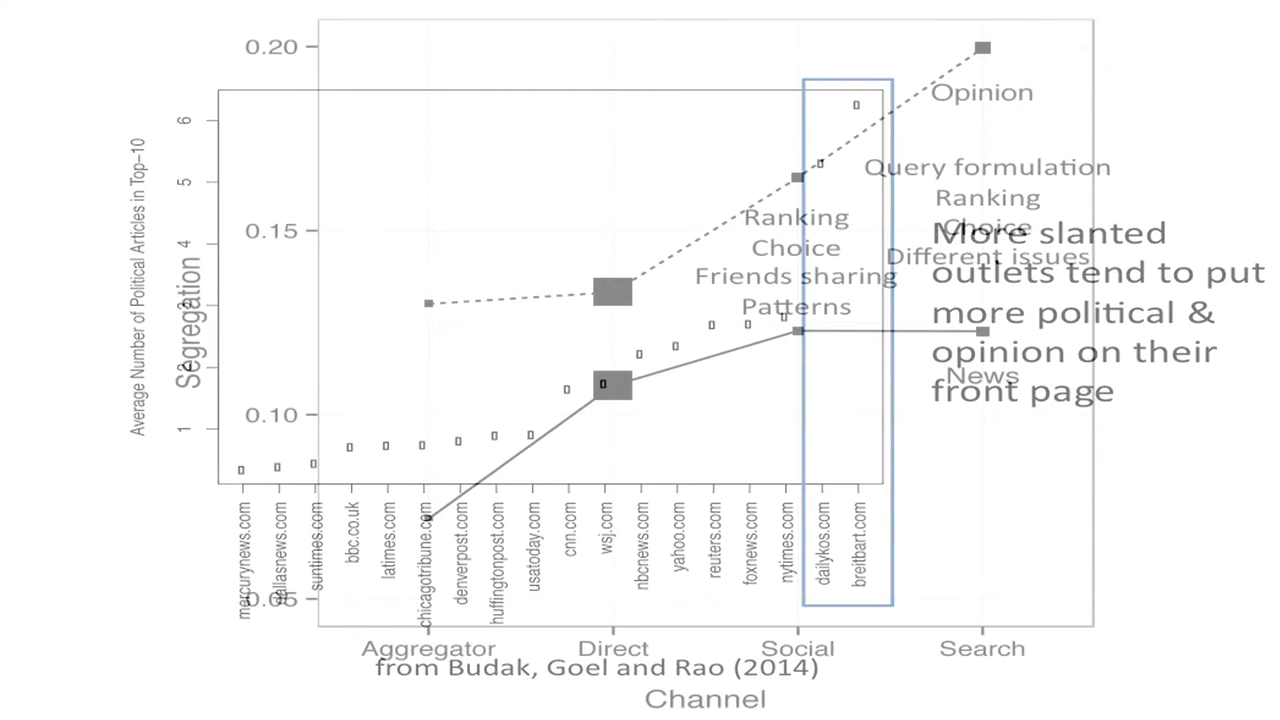 0.20
0.15
0.10
0.05
Segregation
Opinion
News
Ranking
Choice
Friends sharing
Patterns
Query formulation
Ranking
Choice
Different issues
Aggregator
Direct
Social
Search
Channel
Average Number of Political Articles in Top−10
6
5
4
3
2
1
mercurynews.com
dallasnews.com
suntimes.com
bbc.co.uk
latimes.com
chicagotribune.com
denverpost.com
huffingtonpost.com
usatoday.com
cnn.com
wsj.com
nbcnews.com
yahoo.com
reuters.com
foxnews.com
nytimes.com
dailykos.com
breitbart.com
More slanted
outlets tend to put
more political &
opinion on their
front page
from Budak, Goel and Rao (2014)